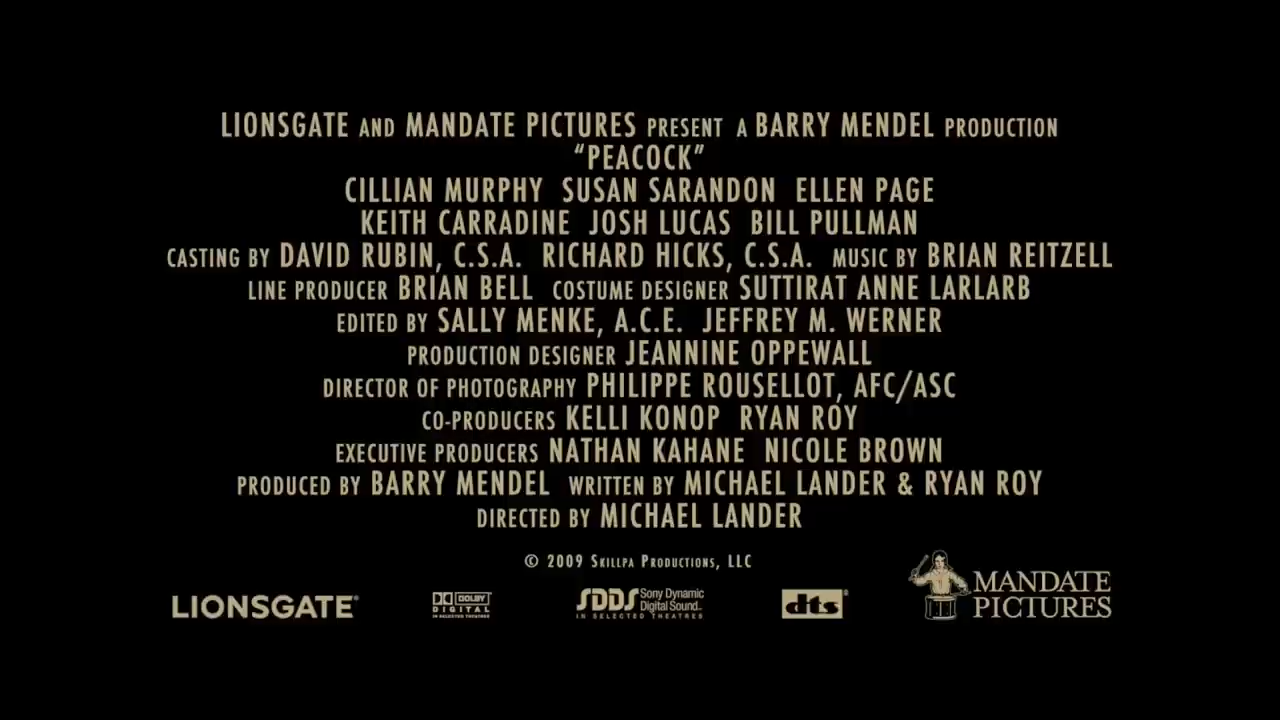 LIONSGATE AND MANDATE PICTURES PRESENT A BARRY MENDEL PRODUCTION
“PEACOCK”
CILLIAN MURPHY SUSAN SARANDON ELLEN PAGE
KEITH CARRADINE JOSH LUCAS BILL PULLMAN
CASTING BY DAVID RUBIN, C.S.A. RICHARD HICKS, C.S.A. MUSIC BY BRIAN REITZELL
LINE PRODUCER BRIAN BELL COSTUME DESIGNER SUTTIRAT ANNE LARLARB
EDITED BY SALLY MENKE, A.C.E. JEFFREY M. WERNER
PRODUCTION DESIGNER JEANNINE OPPEWALL
DIRECTOR OF PHOTOGRAPHY PHILIPPE ROUSELLOT, AFC/ASC
CO-PRODUCERS KELLI KONOP RYAN ROY
EXECUTIVE PRODUCERS NATHAN KAHANE NICOLE BROWN
PRODUCED BY BARRY MENDEL WRITTEN BY MICHAEL LANDER & RYAN ROY
DIRECTED BY MICHAEL LANDER
© 2009 SKILLPA PRODUCTIONS, LLC
LIONSGATE®
DOLBY
DIGITAL
IN SELECTED THEATRES
SDDS Sony Dynamic
Digital Sound™
IN SELECTED THEATRES
dts®
MANDATE
PICTURES